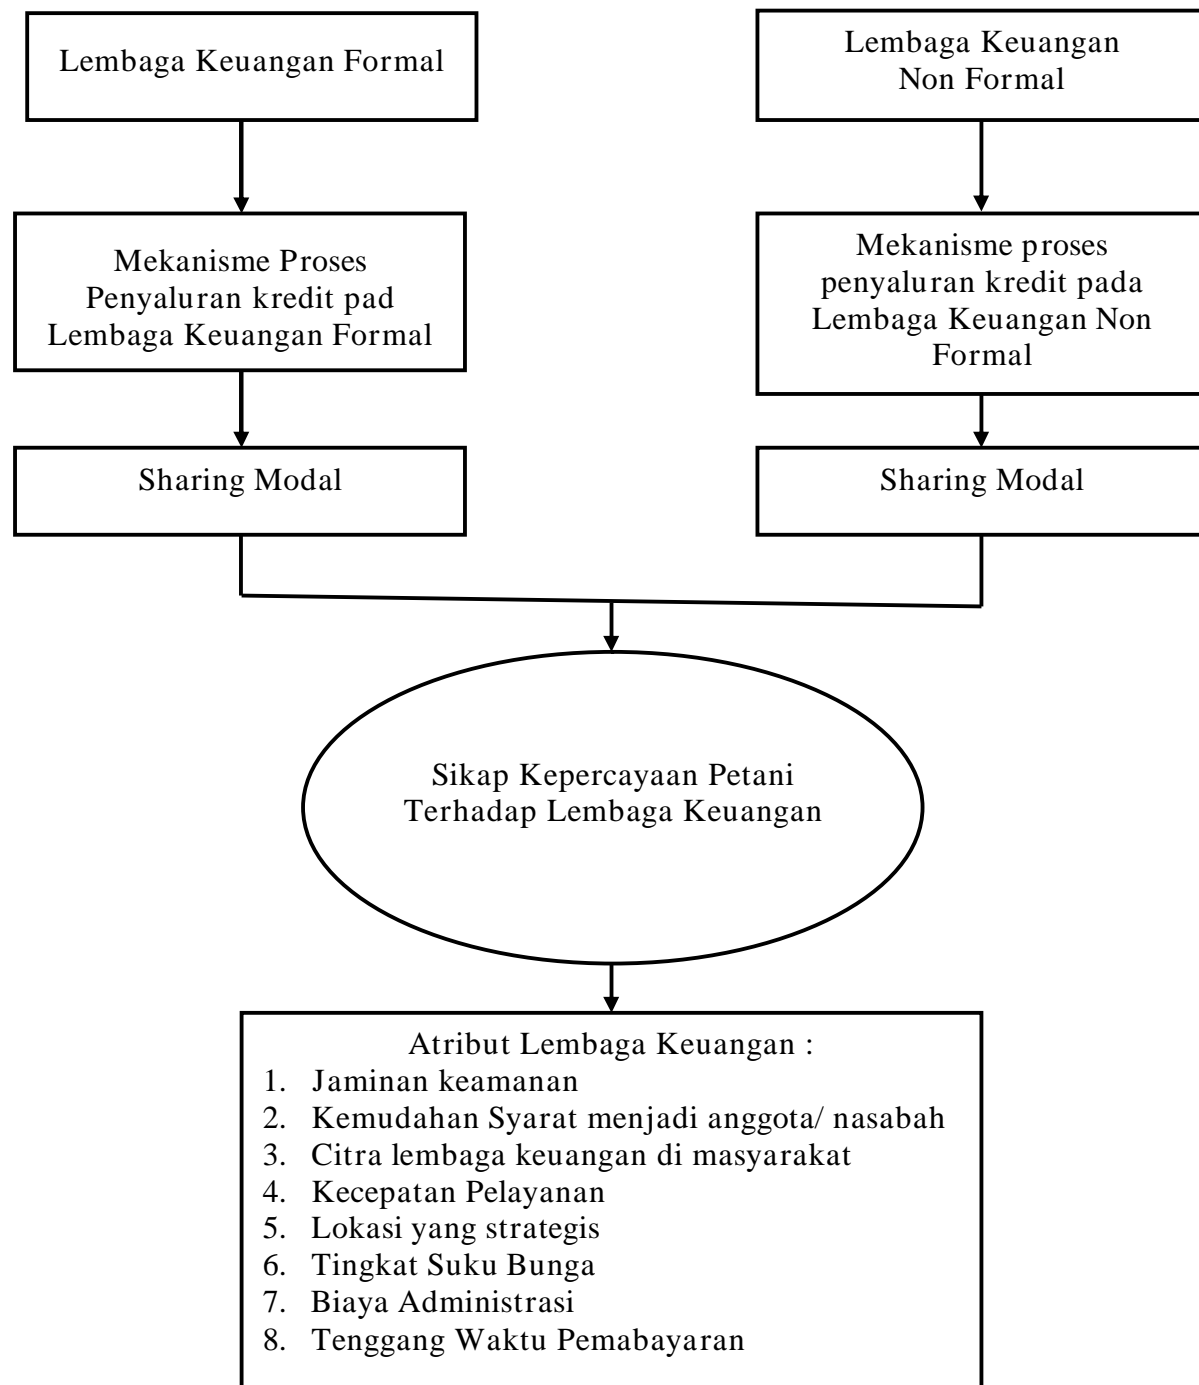 Lembaga Keuangan Formal
Lembaga Keuangan
Non Formal
Mekanisme Proses
Penyaluran kredit pad
Lembaga Keuangan Formal
Mekanisme proses
penyaluran kredit pada
Lembaga Keuangan Non
Formal
Sharing Modal
Sharing Modal
Sikap Kepercayaan Petani
Terhadap Lembaga Keuangan
Atribut Lembaga Keuangan :
1. Jaminan keamanan
2. Kemudahan Syarat menjadi anggota/ nasabah
3. Citra lembaga keuangan di masyarakat
4. Kecepatan Pelayanan
5. Lokasi yang strategis
6. Tingkat Suku Bunga
7. Biaya Administrasi
8. Tenggang Waktu Pemabayaran